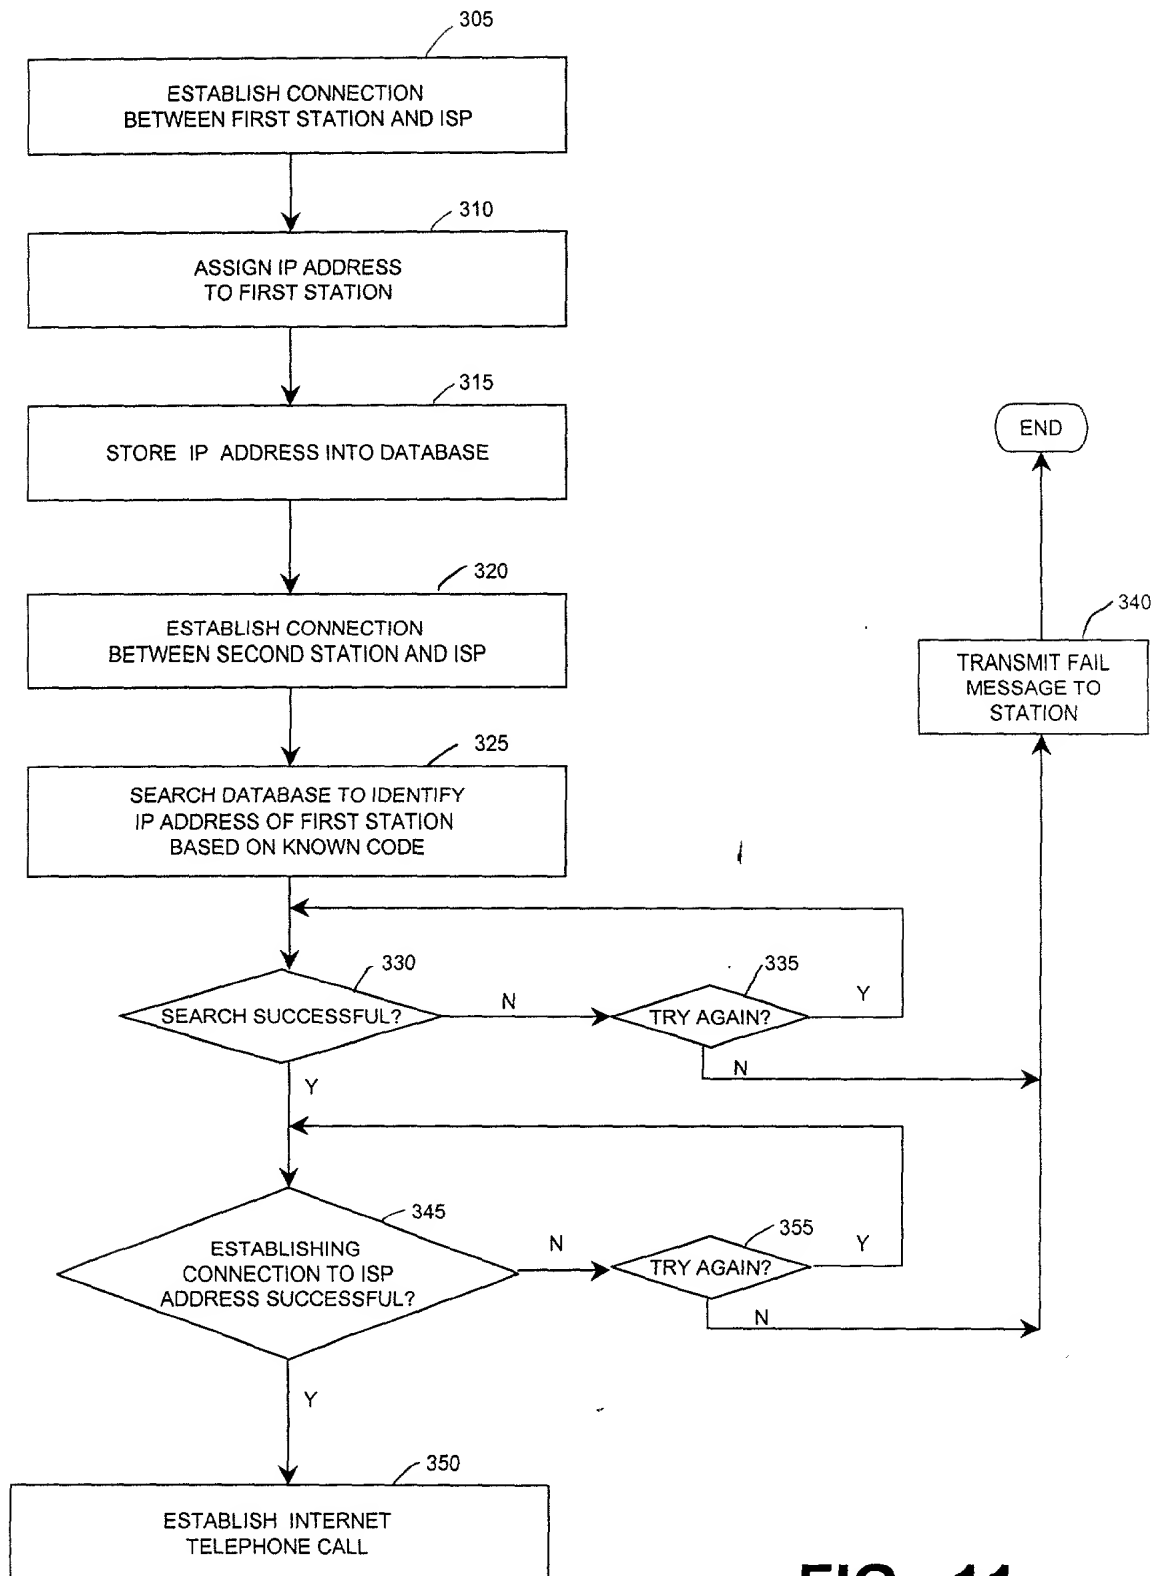 305
ESTABLISH CONNECTION
BETWEEN FIRST STATION AND ISP
310
ASSIGN IP ADDRESS
TO FIRST STATION
315
STORE IP ADDRESS INTO DATABASE
END
320
ESTABLISH CONNECTION
BETWEEN SECOND STATION AND ISP
340
TRANSMIT FAIL
MESSAGE TO
STATION
325
SEARCH DATABASE TO IDENTIFY
IP ADDRESS OF FIRST STATION
BASED ON KNOWN CODE
330
SEARCH SUCCESSFUL?
N
335
TRY AGAIN?
Y
N
Y
345
ESTABLISHING
CONNECTION TO ISP
ADDRESS SUCCESSFUL?
N
355
TRY AGAIN?
Y
N
Y
350
ESTABLISH INTERNET
TELEPHONE CALL
FIG. 11